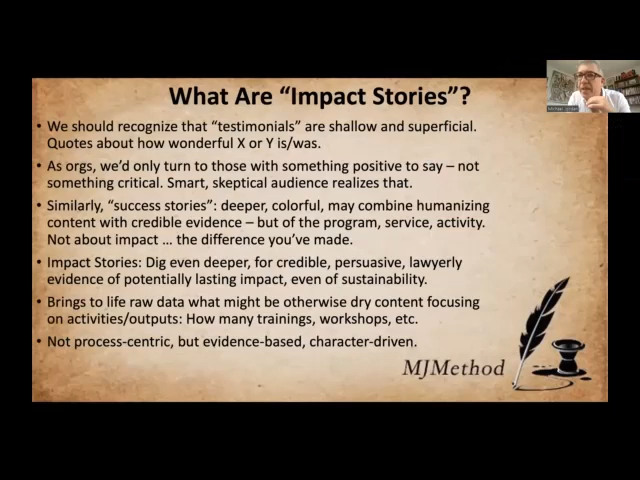 What Are “Impact Stories”?
• We should recognize that “testimonials” are shallow and superficial.
Quotes about how wonderful X or Y is/was.
• As orgs, we’d only turn to those with something positive to say – not
something critical. Smart, skeptical audience realizes that.
• Similarly, “success stories”: deeper, colorful, may combine humanizing
content with credible evidence – but of the program, service, activity.
Not about impact … the difference you’ve made.
• Impact Stories: Dig even deeper, for credible, persuasive, lawyerly
evidence of potentially lasting impact, even of sustainability.
• Brings to life raw data what might be otherwise dry content focusing
on activities/outputs: How many trainings, workshops, etc.
• Not process-centric, but evidence-based, character-driven.
MJMethod
Michael